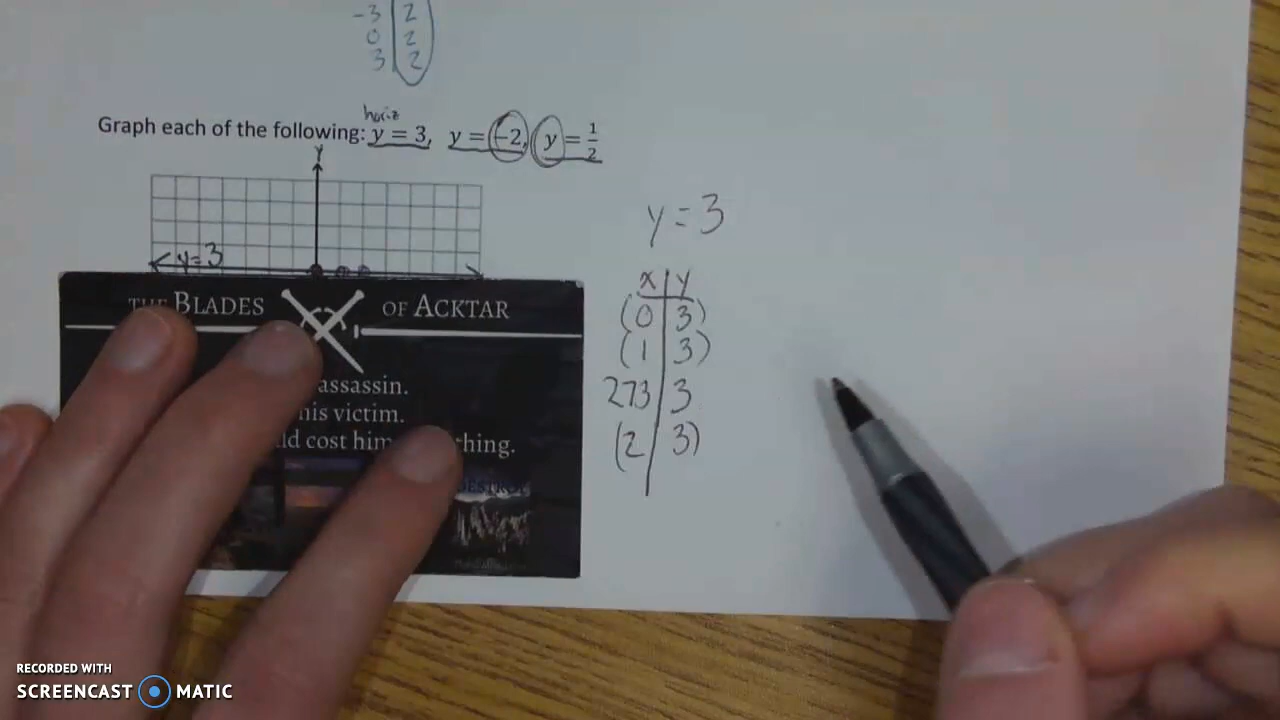 -3 2
0 2
3 2
horiz
Graph each of the following: y = 3, y = -2, y = 1/2
y
y=3
THE BLADES OF ACKTAR
assassin.
his victim.
ld cost him thing.
y = 3
x y
(0 3)
(1 3)
273 3
(2 3)
RECORDED WITH
SCREENCAST MATIC